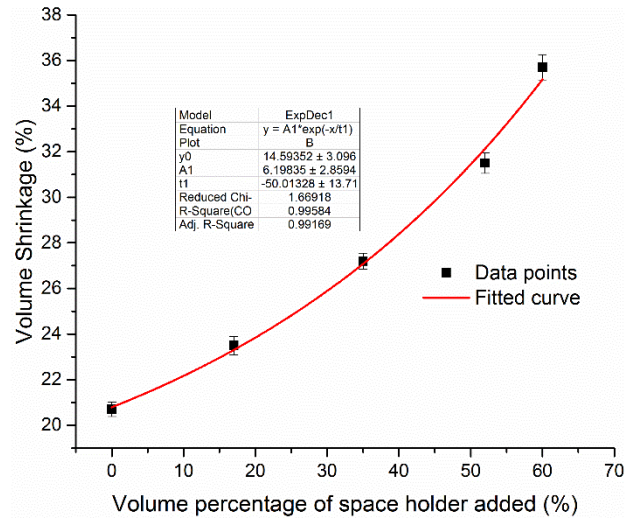 38
36
34
32
30
28
26
24
22
20
Volume Shrinkage (%)
Model ExpDec1
Equation y = A1*exp(-x/t1)
Plot B
y0 14.59352 ± 3.096
A1 6.19835 ± 2.8594
t1 -50.01328 ± 13.71
Reduced Chi- 1.66918
R-Square(CO 0.99584
Adj. R-Square 0.99169
Data points
Fitted curve
0 10 20 30 40 50 60 70
Volume percentage of space holder added (%)